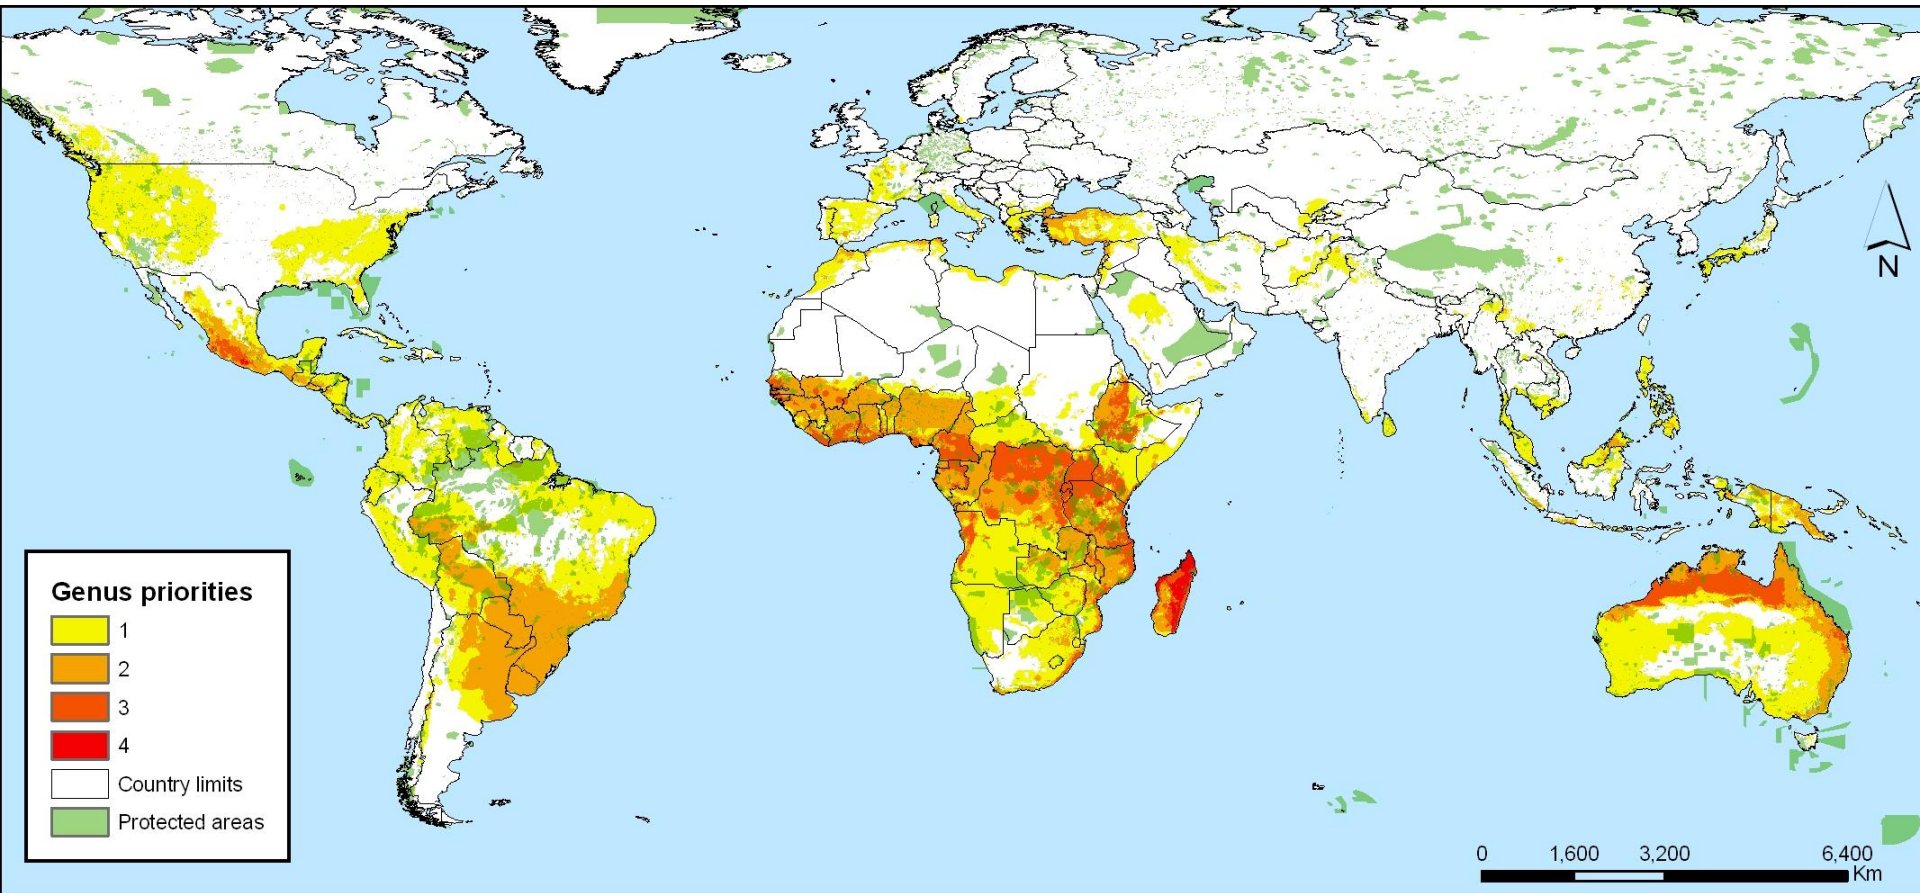 N
Genus priorities
1
2
3
4
Country limits
Protected areas
0 1,600 3,200 6,400
Km